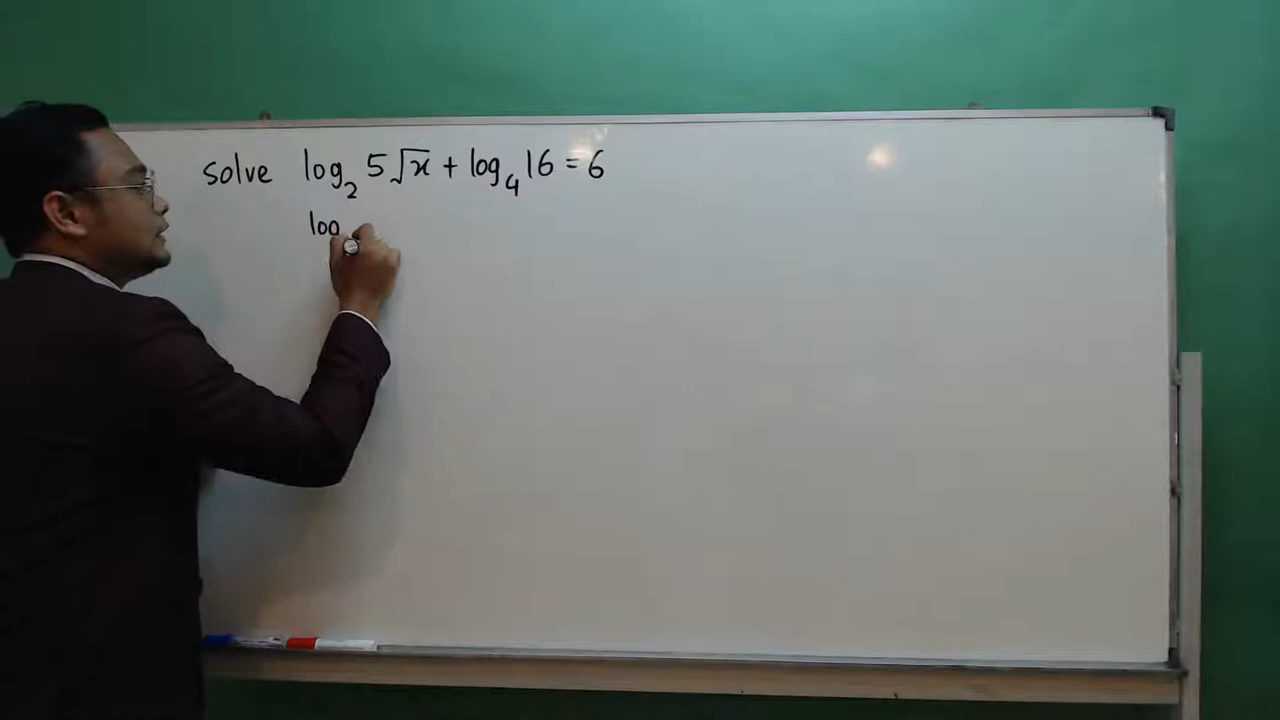 solve log₂ 5√x + log₄ 16 = 6
log